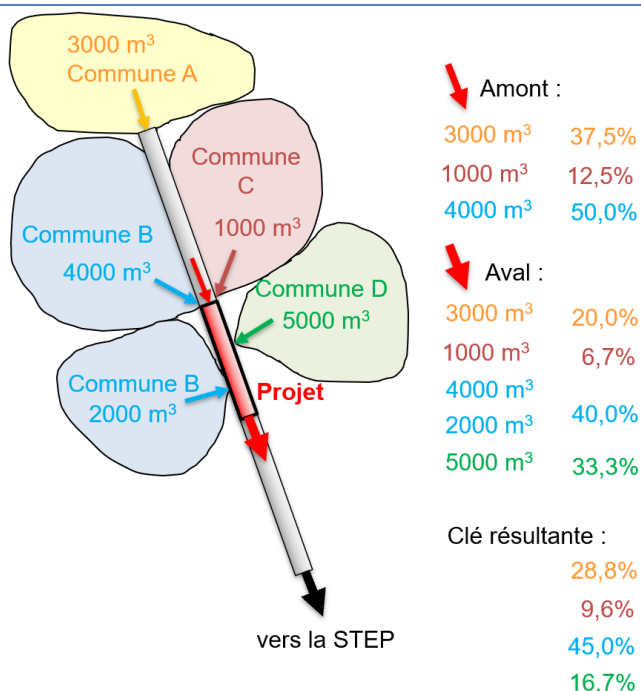 3000 m³
Commune A
Commune
C
1000 m³
Commune B
4000 m³
Commune D
5000 m³
Commune B
2000 m³
Projet
vers la STEP
Amont :
3000 m³ 37,5%
1000 m³ 12,5%
4000 m³ 50,0%
Aval :
3000 m³ 20,0%
1000 m³ 6,7%
4000 m³
2000 m³ 40,0%
5000 m³ 33,3%
Clé résultante :
28,8%
9,6%
45,0%
16.7%